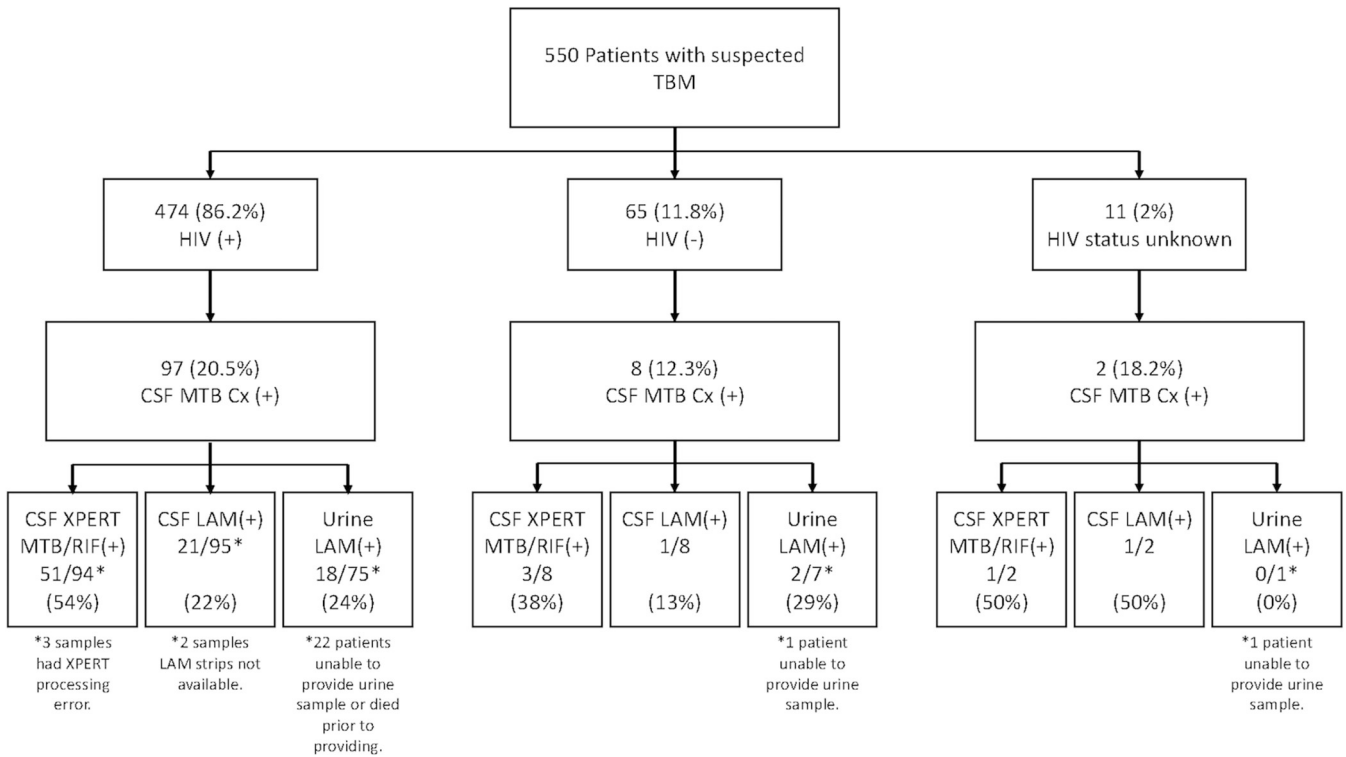 550 Patients with suspected
TBM
474 (86.2%)
HIV (+)
65 (11.8%)
HIV (-)
11 (2%)
HIV status unknown
97 (20.5%)
CSF MTB Cx (+)
8 (12.3%)
CSF MTB Cx (+)
2 (18.2%)
CSF MTB Cx (+)
CSF XPERT
MTB/RIF(+)
51/94*
(54%)
CSF LAM(+)
21/95*
(22%)
Urine
LAM(+)
18/75*
(24%)
CSF XPERT
MTB/RIF(+)
3/8
(38%)
CSF LAM(+)
1/8
(13%)
Urine
LAM(+)
2/7*
(29%)
CSF XPERT
MTB/RIF(+)
1/2
(50%)
CSF LAM(+)
1/2
(50%)
Urine
LAM(+)
0/1*
(0%)
*3 samples
had XPERT
processing
error.
*2 samples
LAM strips not
available.
*22 patients
unable to
provide urine
sample or died
prior to
providing.
*1 patient
unable to
provide urine
sample.
*1 patient
unable to
provide urine
sample.